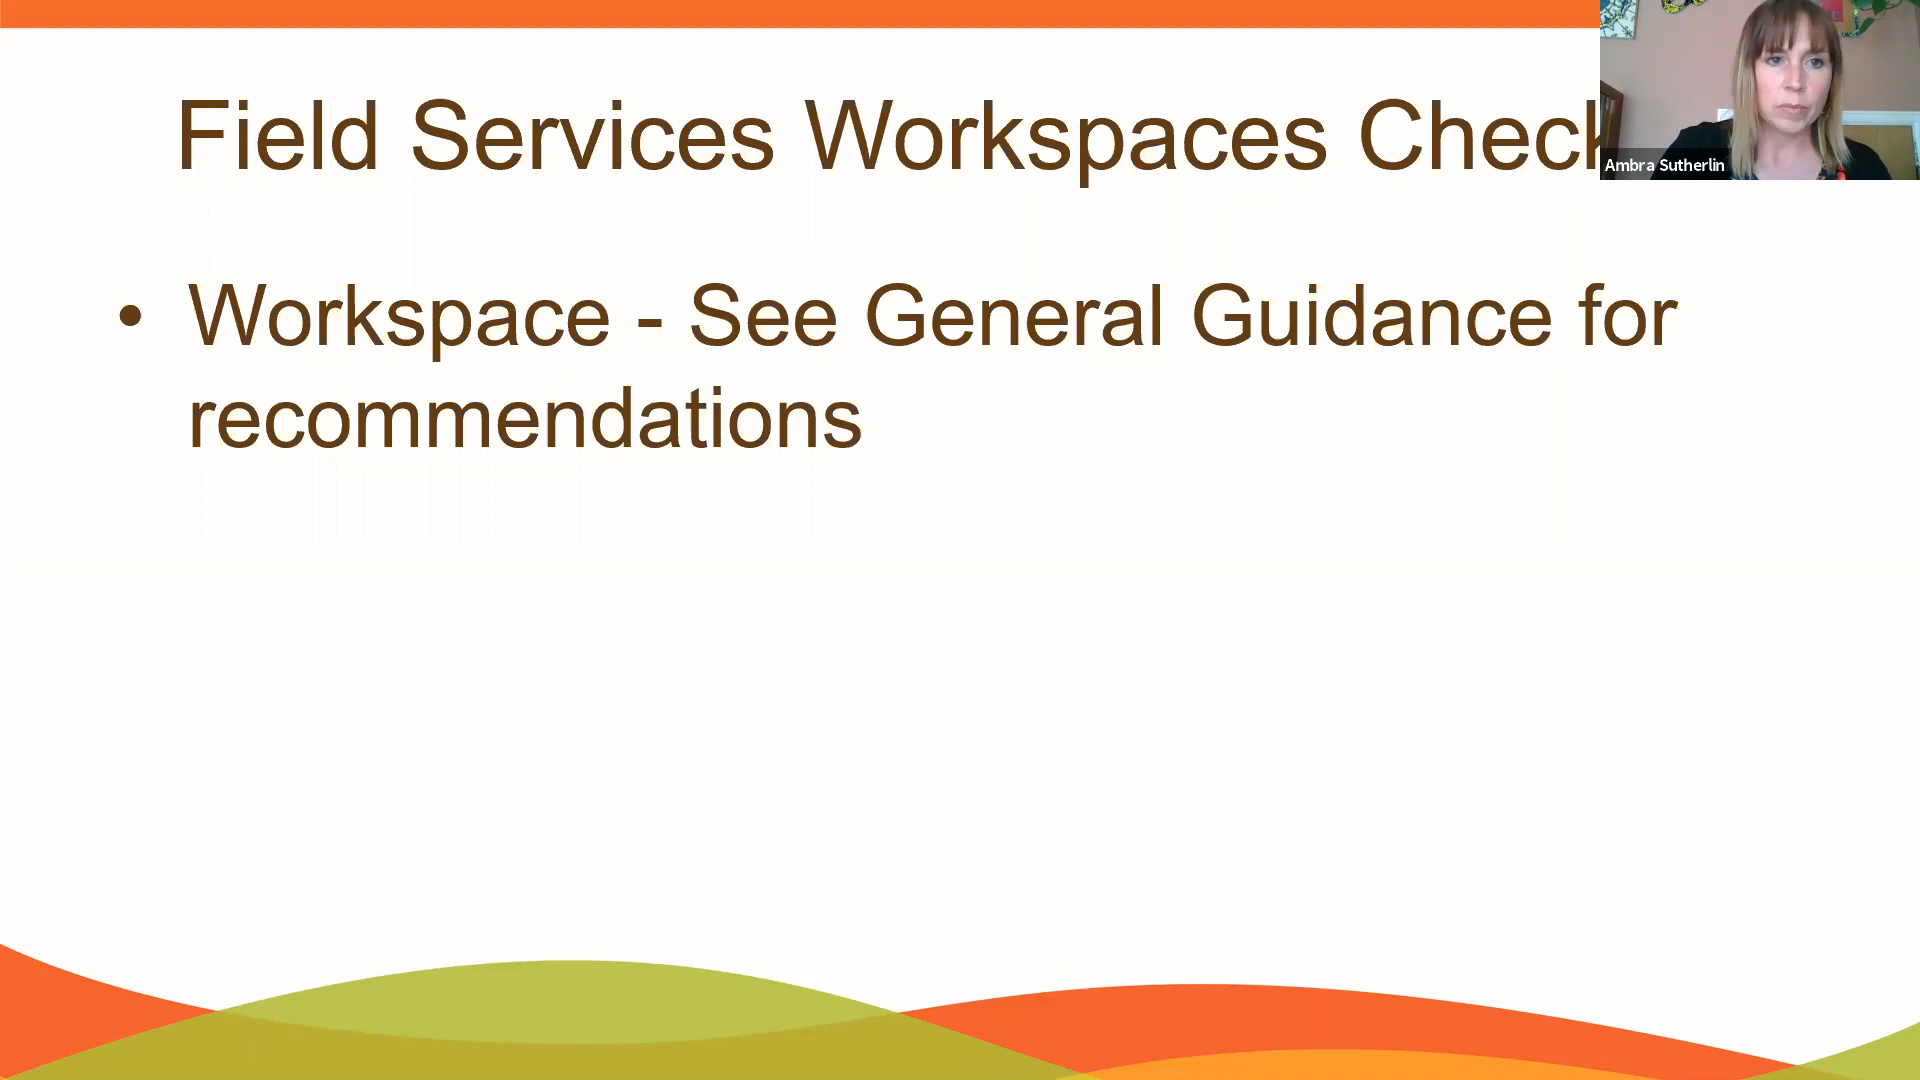 Field Services Workspaces Check
Ambra Sutherlin
• Workspace - See General Guidance for
recommendations